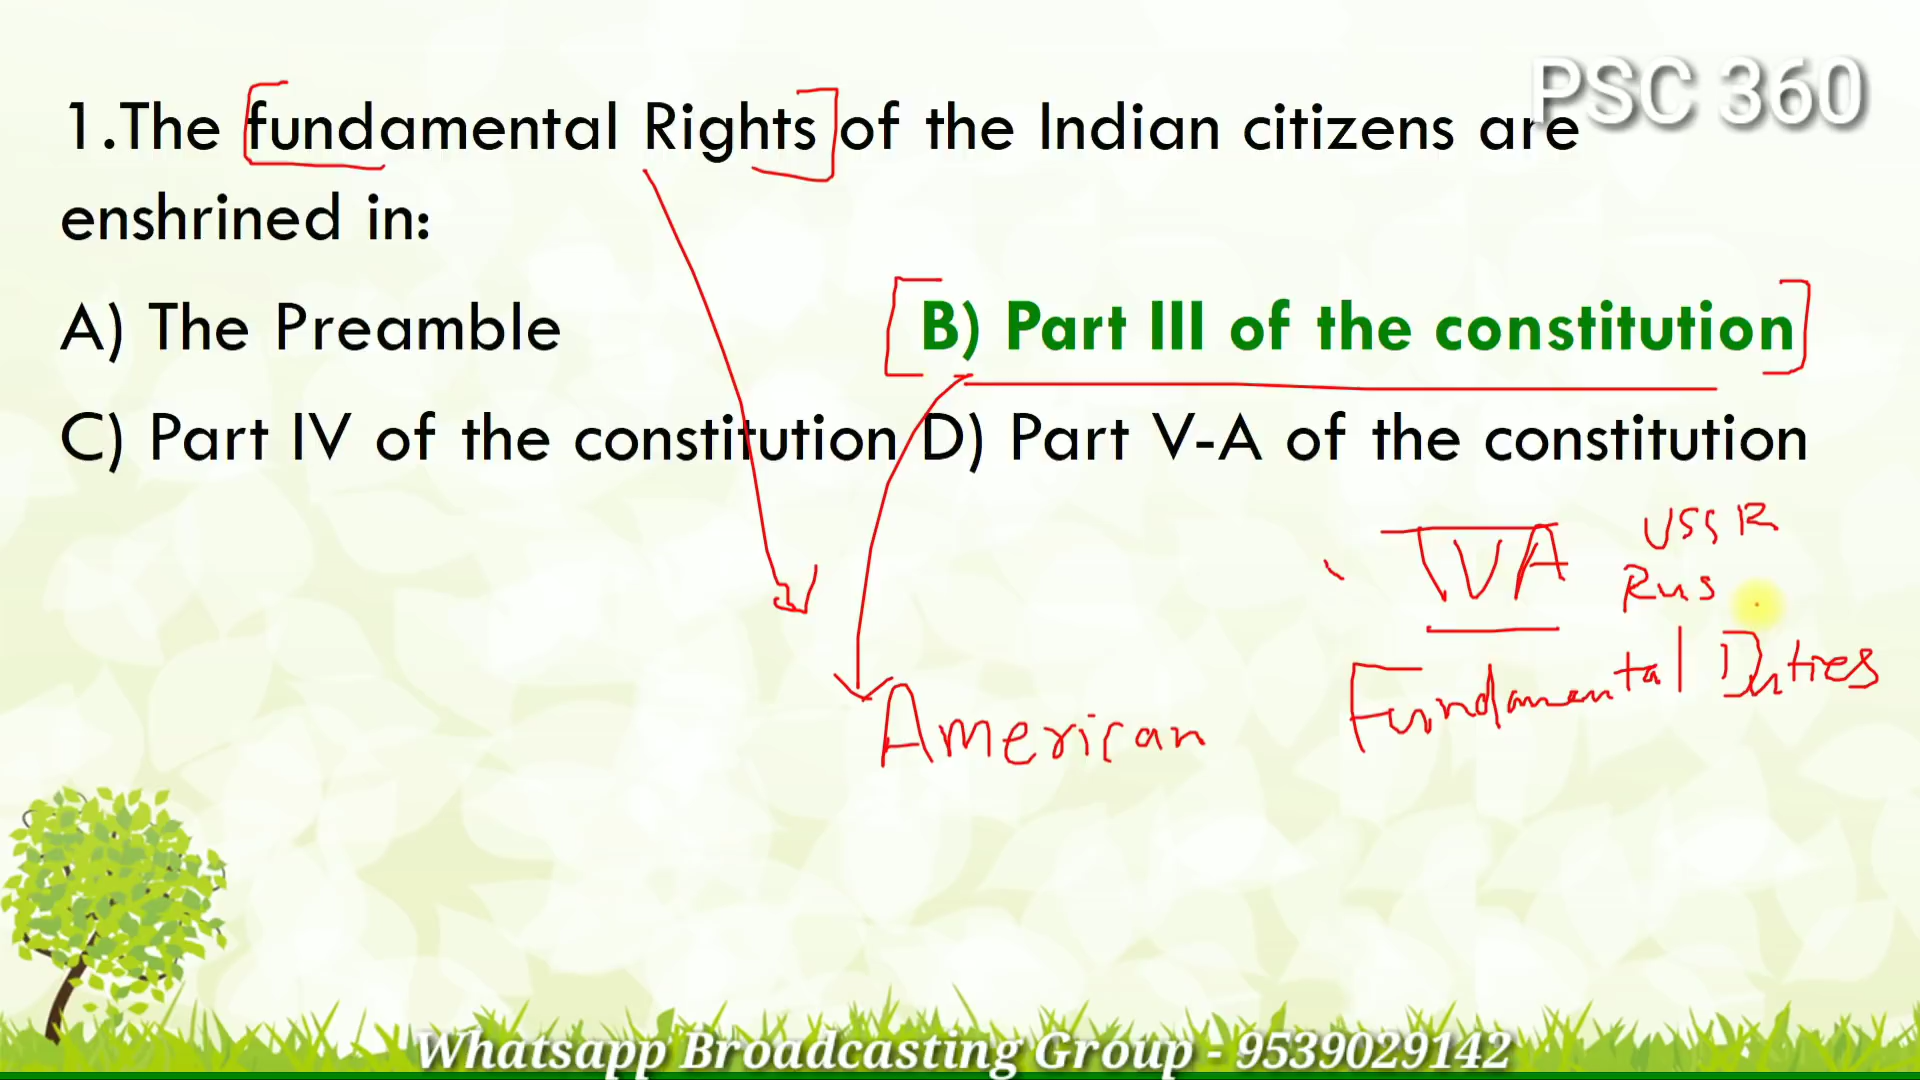 PSC 360
1.The fundamental Rights of the Indian citizens are
enshrined in:
A) The Preamble B) Part III of the constitution
C) Part IV of the constitution D) Part V-A of the constitution
IVA USSR
Rus
Fundamental Duties
American
Whatsapp Broadcasting Group - 9539029142